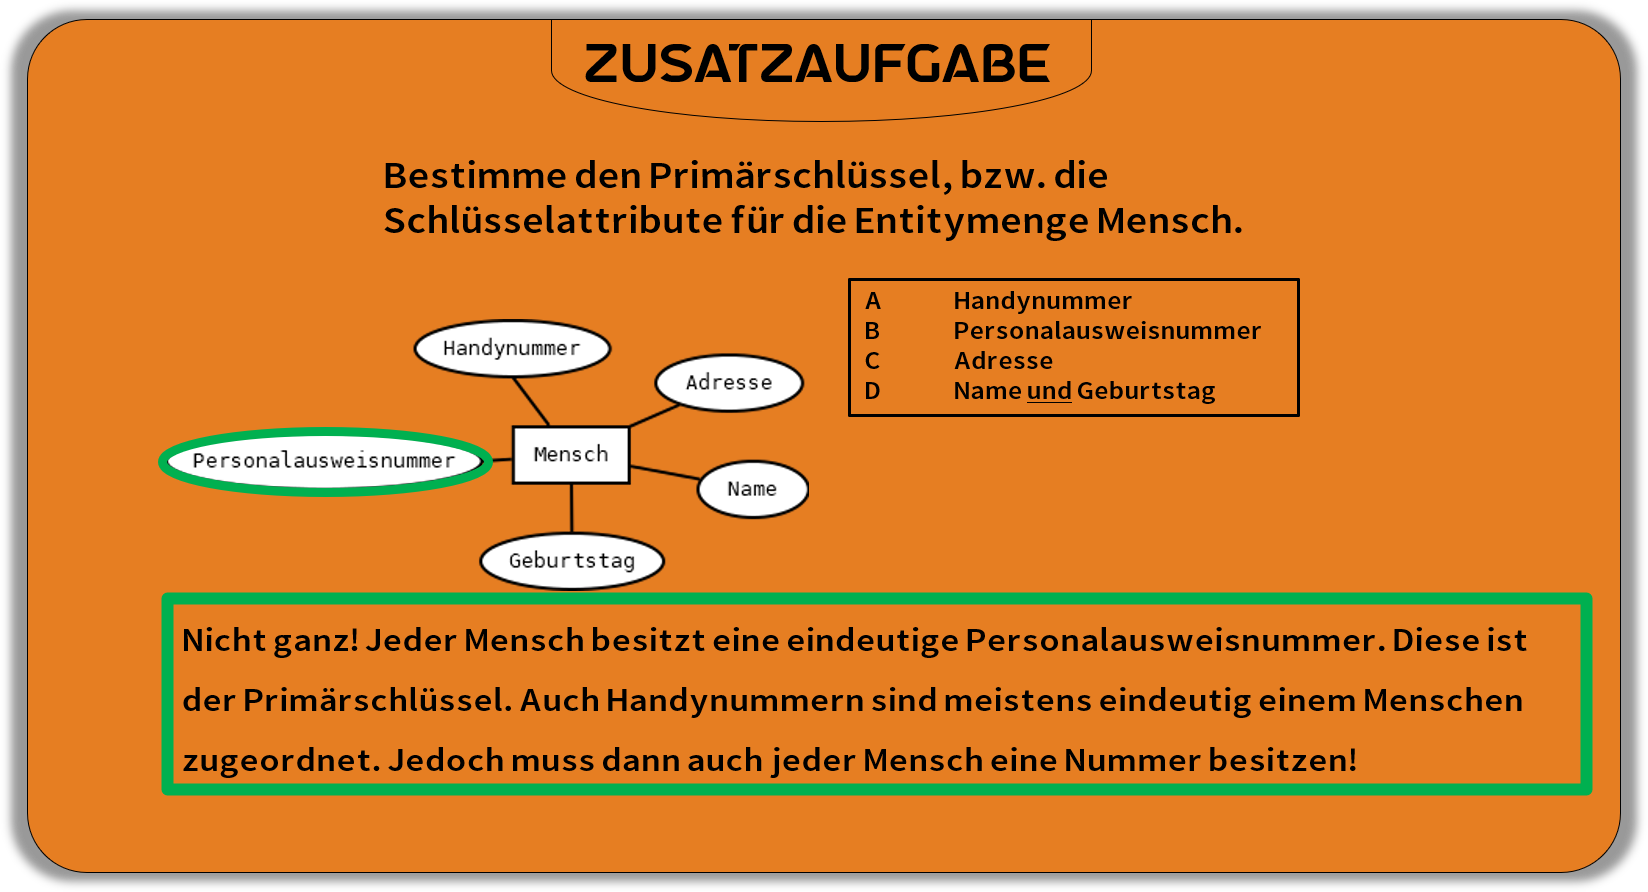 ZUSATZAUFGABE
Bestimme den Primärschlüssel, bzw. die
Schlüsselattribute für die Entitymenge Mensch.
A Handynummer
B Personalausweisnummer
C Adresse
D Name und Geburtstag
Handynummer
Adresse
Mensch
Personalausweisnummer
Name
Geburtstag
Nicht ganz! Jeder Mensch besitzt eine eindeutige Personalausweisnummer. Diese ist
der Primärschlüssel. Auch Handynummern sind meistens eindeutig einem Menschen
zugeordnet. Jedoch muss dann auch jeder Mensch eine Nummer besitzen!